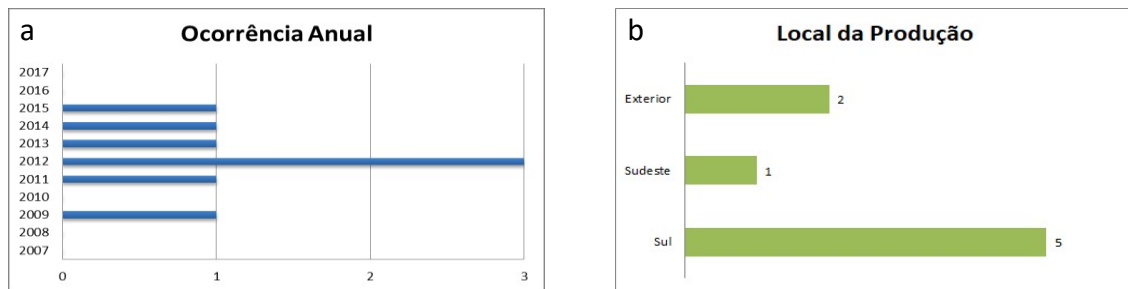 a
Ocorrência Anual
2017
2016
2015
2014
2013
2012
2011
2010
2009
2008
2007
0 1 2 3
b
Local da Produção
Exterior 2
Sudeste 1
Sul 5